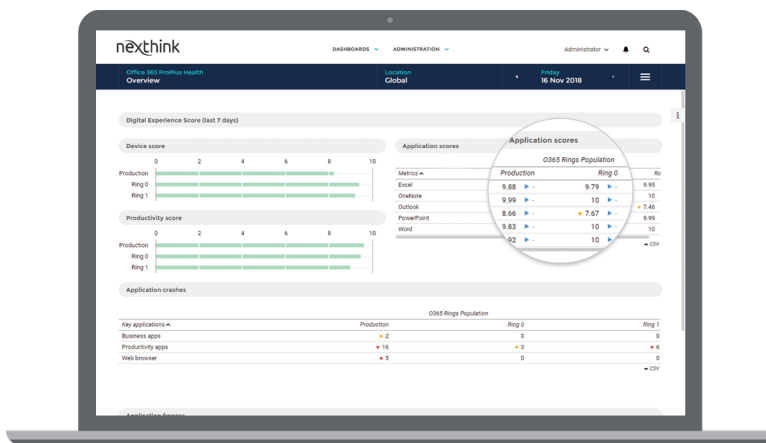 nexthink
DASHBOARDS ADMINISTRATION Administrator
Office 365 ProPlus Health Location Friday
Overview Global 16 Nov 2018
i
Digital Experience Score (last 7 days)
Device score
0 2 4 6 8 10
Production
Ring 0
Ring 1
Productivity score
0 2 4 6 8 10
Production
Ring 0
Ring 1
Application scores
Metrics
Excel
OneNote
Outlook
PowerPoint
Word
Application scores
O365 Rings Population
Production Ring 0
9.88 - 9.79 -
9.99 - 10 -
8.66 - 7.67 -
9.83 - 10 -
.92 - 10 -
9.95
10
7.46
9.99
10
CSV
Application crashes
O365 Rings Population
Key applications Production Ring 0 Ring 1
Business apps 2 0 0
Productivity apps 16 3 6
Web browser 5 0 0
CSV